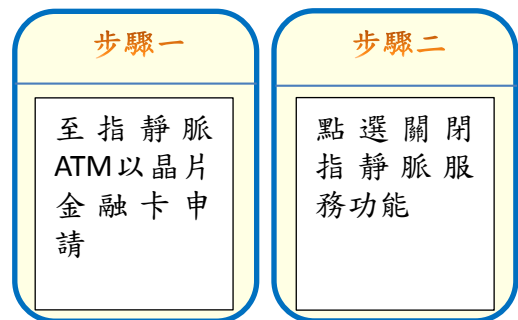 步驟一
至指靜脈
ATM以晶片
金融卡申
請
步驟二
點選關閉
指靜脈服
務功能